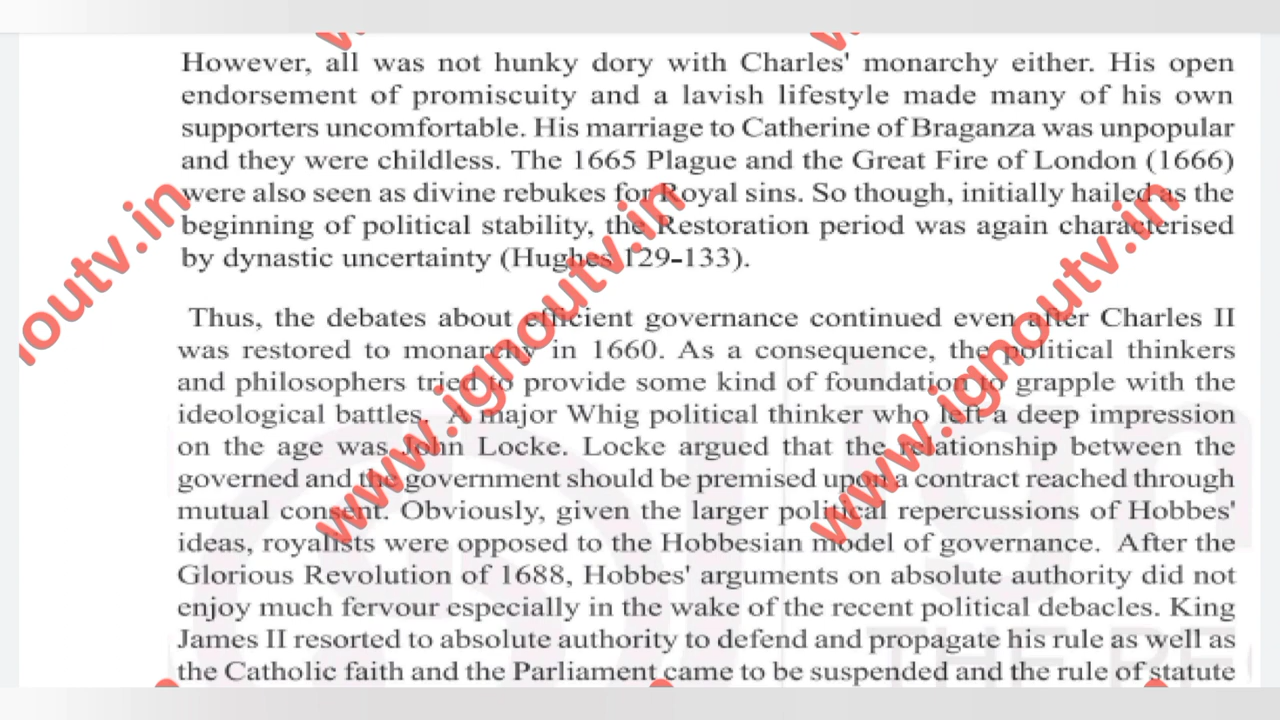 However, all was not hunky dory with Charles' monarchy either. His open
endorsement of promiscuity and a lavish lifestyle made many of his own
supporters uncomfortable. His marriage to Catherine of Braganza was unpopular
and they were childless. The 1665 Plague and the Great Fire of London (1666)
were also seen as divine rebukes for Royal sins. So though, initially hailed as the
beginning of political stability, the Restoration period was again characterised
by dynastic uncertainty (Hughes 129-133).
Thus, the debates about efficient governance continued even after Charles II
was restored to monarchy in 1660. As a consequence, the political thinkers
and philosophers tried to provide some kind of foundation to grapple with the
ideological battles. A major Whig political thinker who left a deep impression
on the age was John Locke. Locke argued that the relationship between the
governed and the government should be premised upon a contract reached through
mutual consent. Obviously, given the larger political repercussions of Hobbes'
ideas, royalists were opposed to the Hobbesian model of governance. After the
Glorious Revolution of 1688, Hobbes' arguments on absolute authority did not
enjoy much fervour especially in the wake of the recent political debacles. King
James II resorted to absolute authority to defend and propagate his rule as well as
the Catholic faith and the Parliament came to be suspended and the rule of statute
outv.in
www.ignoutv.in
www.ignoutv.in